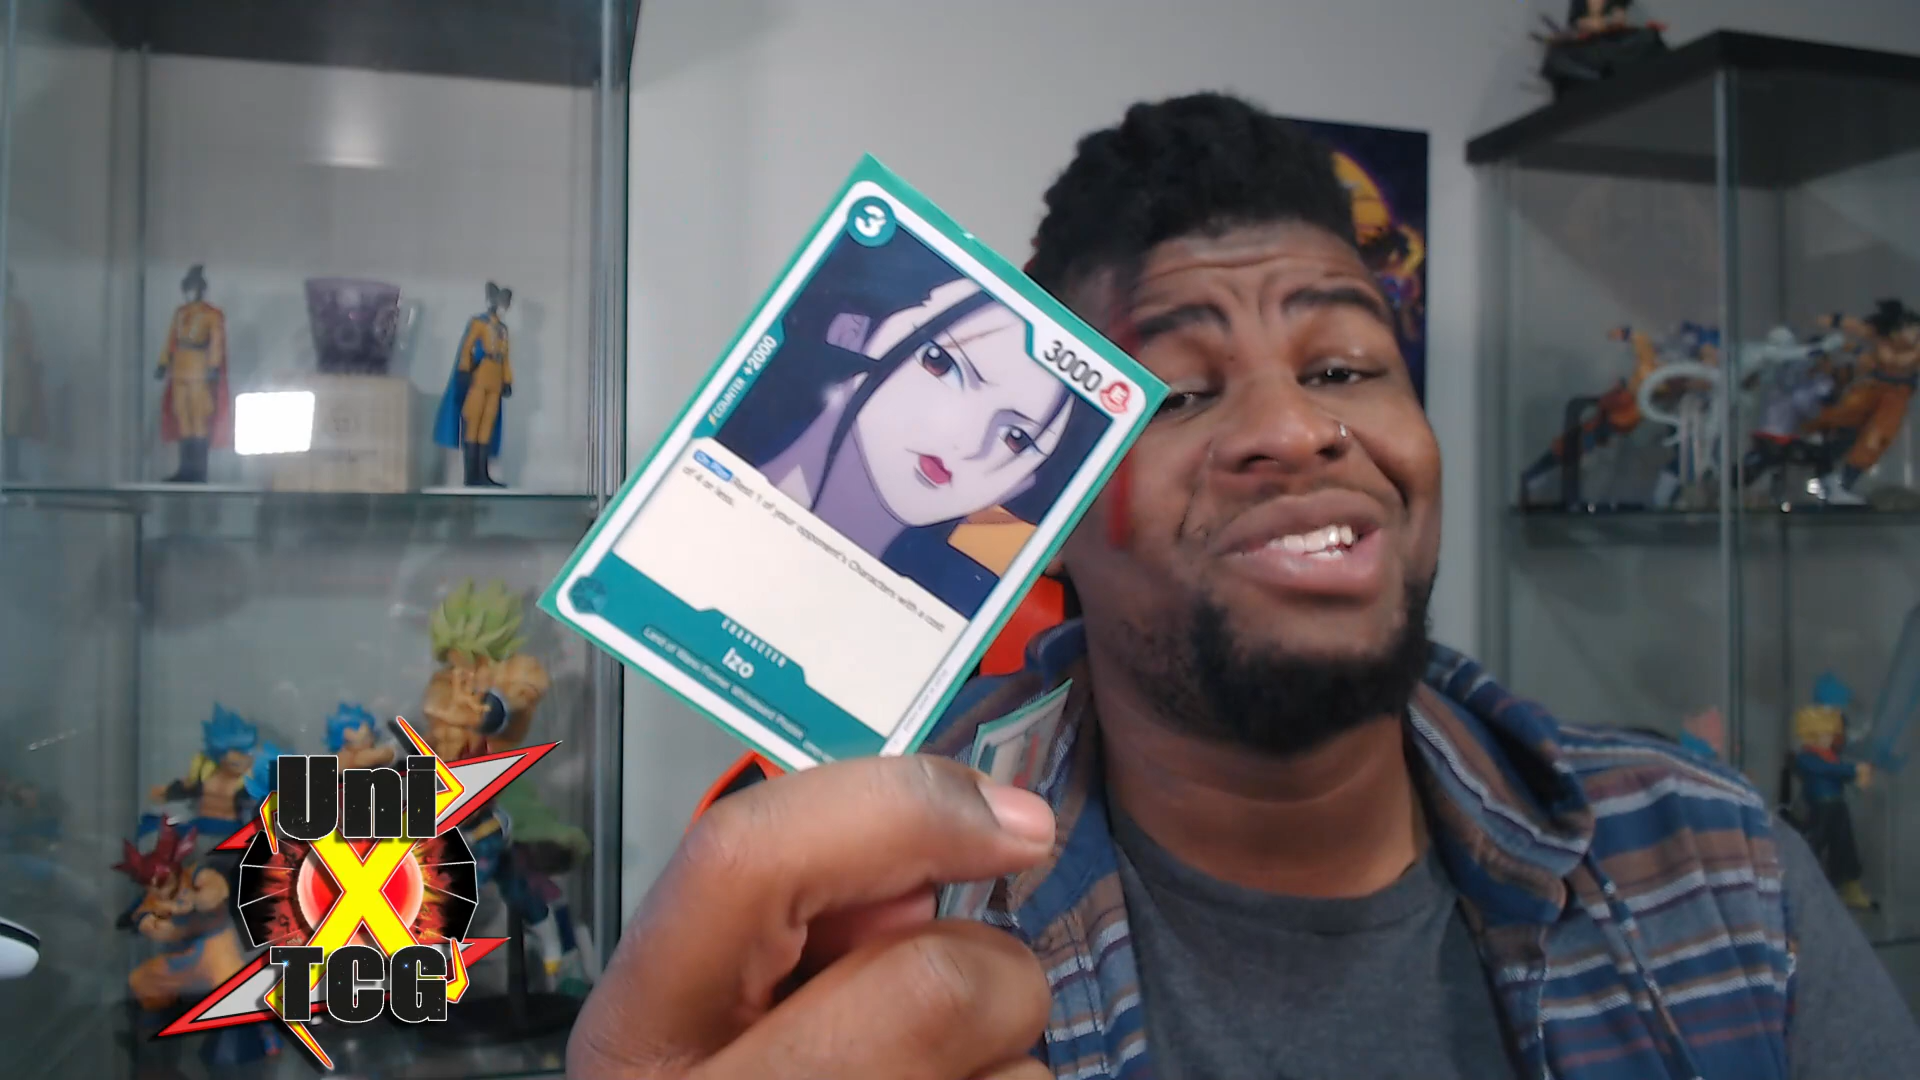 3
3000
COUNTER +2000
On Play Rest 1 of your opponent's Characters with a cost
of 4 or less.
CHARACTER
Izo
Land of Wano/Former Whitebeard Pirates
Uni
X
TCG